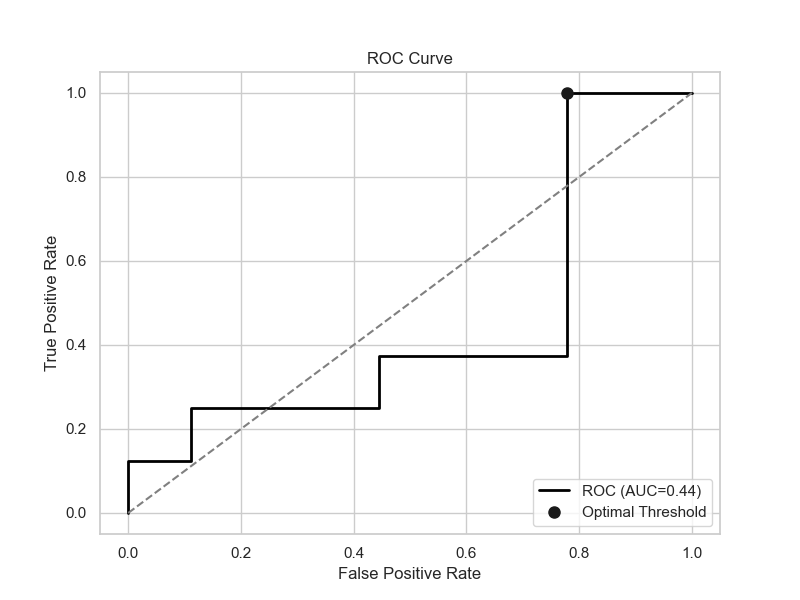 ROC Curve
True Positive Rate
1.0
0.8
0.6
0.4
0.2
0.0
ROC (AUC=0.44)
Optimal Threshold
0.0 0.2 0.4 0.6 0.8 1.0
False Positive Rate